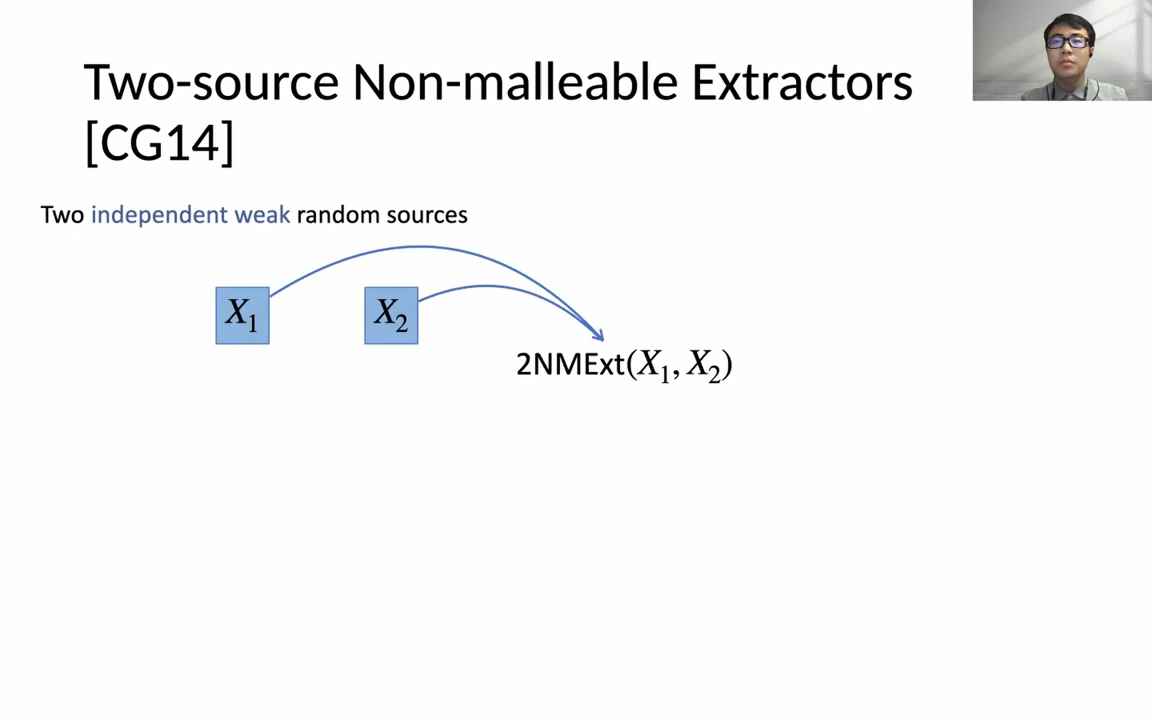 Two-source Non-malleable Extractors
[CG14]
Two independent weak random sources
X₁
X₂
2NMExt(X₁, X₂)